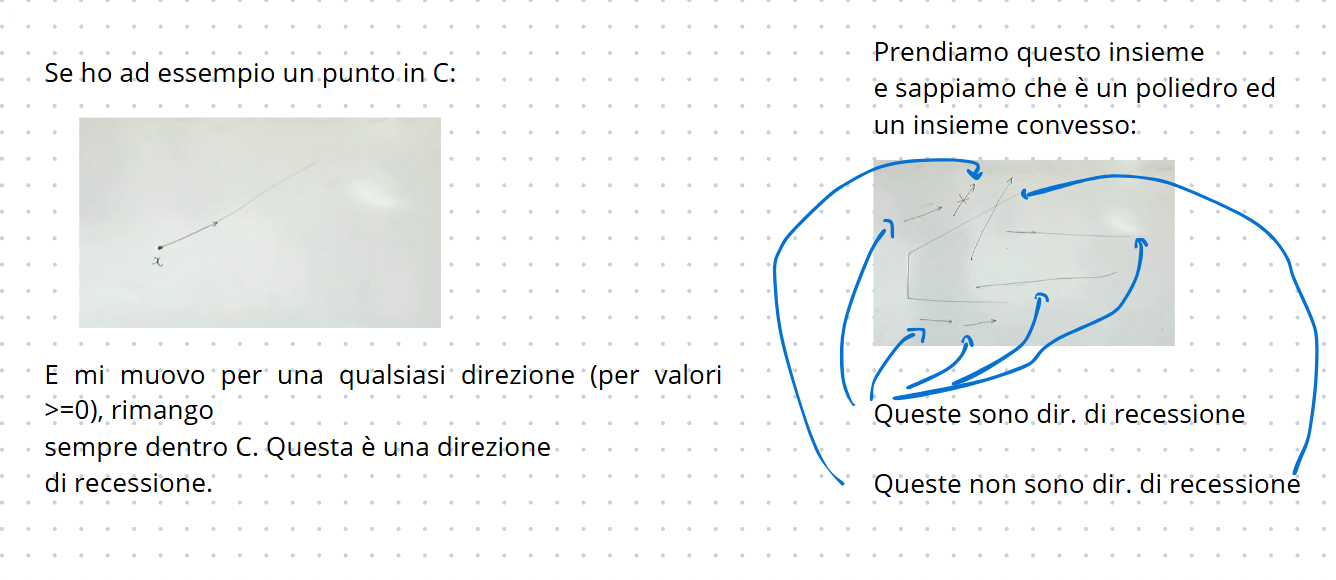 Se ho ad essempio un punto in C:
x
E mi muovo per una qualsiasi direzione (per valori
>=0), rimango
sempre dentro C. Questa è una direzione
di recessione.
Prendiamo questo insieme
e sappiamo che è un poliedro ed
un insieme convesso:
Queste sono dir. di recessione
Queste non sono dir. di recessione